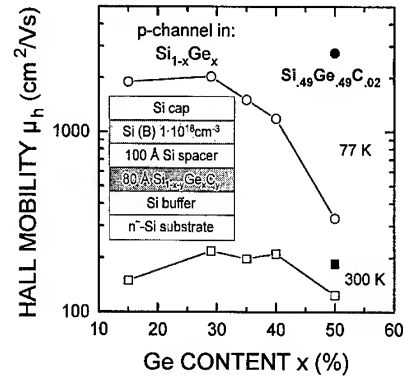 p-channel in:
Si1-xGex
Si.49Ge.49C.02
Si cap
Si (B) 1·10^18cm-3
100 Å Si spacer
80 Å Si1-x-yGexCy
Si buffer
n--Si substrate
77 K
300 K
HALL MOBILITY μh (cm2/Vs)
1000
100
10 20 30 40 50 60
Ge CONTENT x (%)